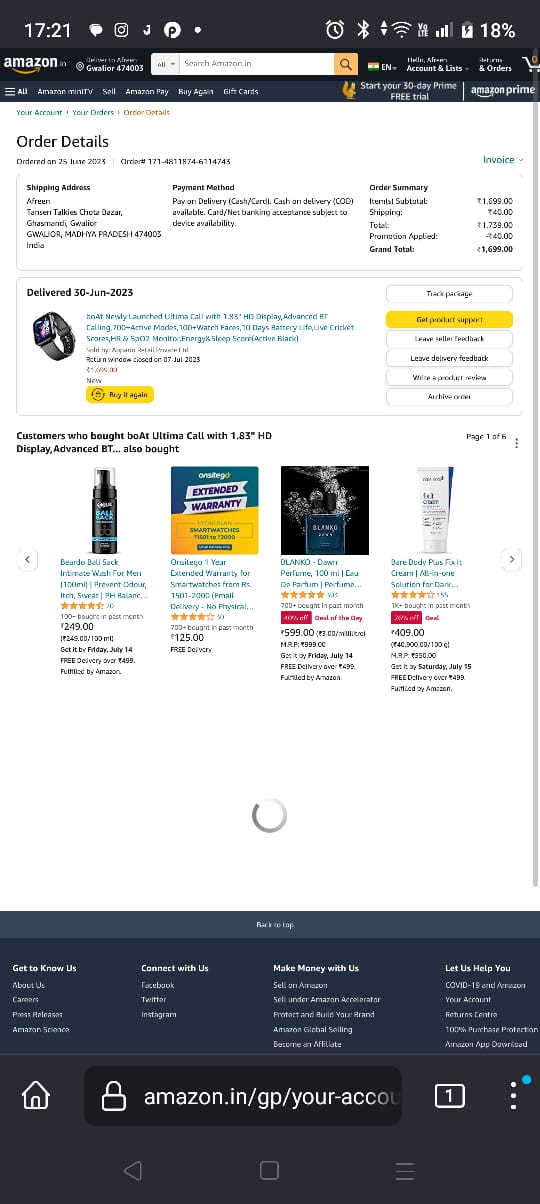 17:21
18%
amazon.in
Deliver to Afreen
Gwalior 474003
All
Search Amazon.in
EN
Hello, Afreen
Account & Lists
Returns
& Orders
0
All
Amazon miniTV
Sell
Amazon Pay
Buy Again
Gift Cards
Start your 30-day Prime
FREE trial
amazon prime
Your Account › Your Orders › Order Details
Order Details
Ordered on 25 June 2023 | Order# 171-4811874-6114743
Invoice
Shipping Address
Afreen
Tansen Talkies Chota Bazar,
Ghasmandi, Gwalior
GWALIOR, MADHYA PRADESH 474003
India
Payment Method
Pay on Delivery (Cash/Card). Cash on delivery (COD)
available. Card/Net banking acceptance subject to
device availability.
Order Summary
Item(s) Subtotal: ₹1,699.00
Shipping: ₹40.00
Total: ₹1,739.00
Promotion Applied: -₹40.00
Grand Total: ₹1,699.00
Delivered 30-Jun-2023
boAt Newly Launched Ultima Call with 1.83" HD Display,Advanced BT
Calling,700+Active Modes,100+Watch Faces,10 Days Battery Life,Live Cricket
Scores,HR & SpO2 Monitor,Energy&Sleep Score(Active Black)
Sold by: Appario Retail Private Ltd
Return window closed on 07-Jul-2023
₹1,699.00
New
Buy it again
Track package
Get product support
Leave seller feedback
Leave delivery feedback
Write a product review
Archive order
Customers who bought boAt Ultima Call with 1.83" HD
Display,Advanced BT... also bought
Page 1 of 6
BALL
SACK
Beardo Ball Sack
Intimate Wash For Men
(100ml) | Prevent Odour,
Itch, Sweat | PH Balanc...
20
100+ bought in past month
₹249.00
(₹249.00/100 ml)
Get it by Friday, July 14
FREE Delivery over ₹499.
Fulfilled by Amazon.
onsitego
EXTENDED
WARRANTY
1 YEAR PLAN
SMARTWATCHES
₹1501 to ₹2000
Onsitego 1 Year
Extended Warranty for
Smartwatches from Rs.
1501-2000 (Email
Delivery - No Physical...
700+ bought in past month
₹125.00
FREE Delivery
BLANKO
BLANKO - Dawn
Perfume, 100 ml | Eau
De Parfum | Perfume...
503
700+ bought in past month
40% off Deal of the Day
₹599.00 (₹3.00/millilitre)
M.R.P: ₹999.00
Get it by Friday, July 14
FREE Delivery over ₹499.
Fulfilled by Amazon.
fix it
cream
Bare Body Plus Fix It
Cream | All-in-one
Solution for Dark...
155
1K+ bought in past month
26% off Deal
₹409.00
(₹40,900.00/100 g)
M.R.P: ₹550.00
Get it by Saturday, July 15
FREE Delivery over ₹499.
Fulfilled by Amazon.
Back to top
Get to Know Us
About Us
Careers
Press Releases
Amazon Science
Connect with Us
Facebook
Twitter
Instagram
Make Money with Us
Sell on Amazon
Sell under Amazon Accelerator
Protect and Build Your Brand
Amazon Global Selling
Become an Affiliate
Let Us Help You
COVID-19 and Amazon
Your Account
Returns Centre
100% Purchase Protection
Amazon App Download
amazon.in/gp/your-accou
1